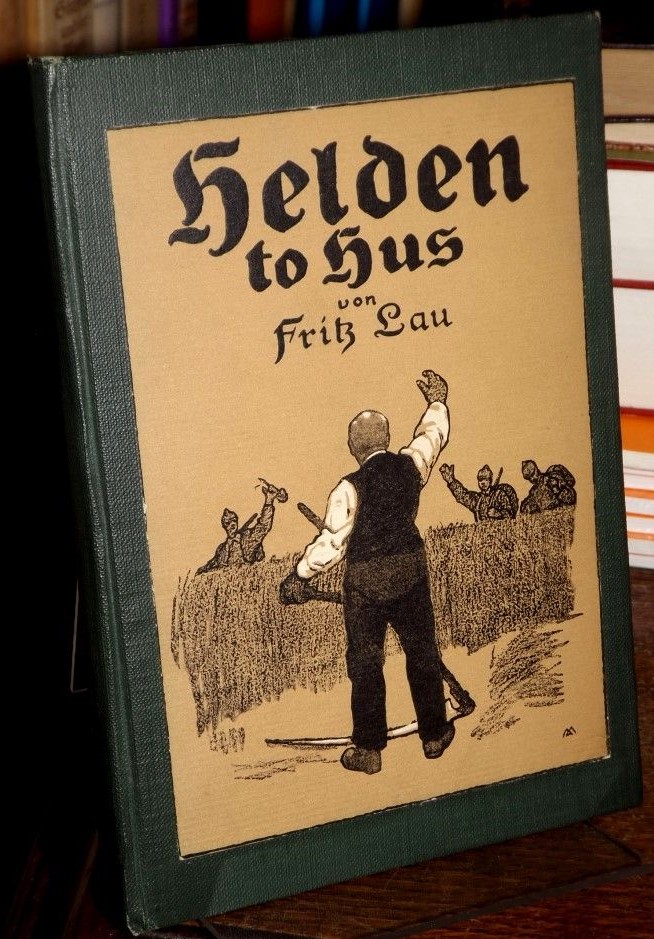 Helden
to Hus
von
Fritz Lau